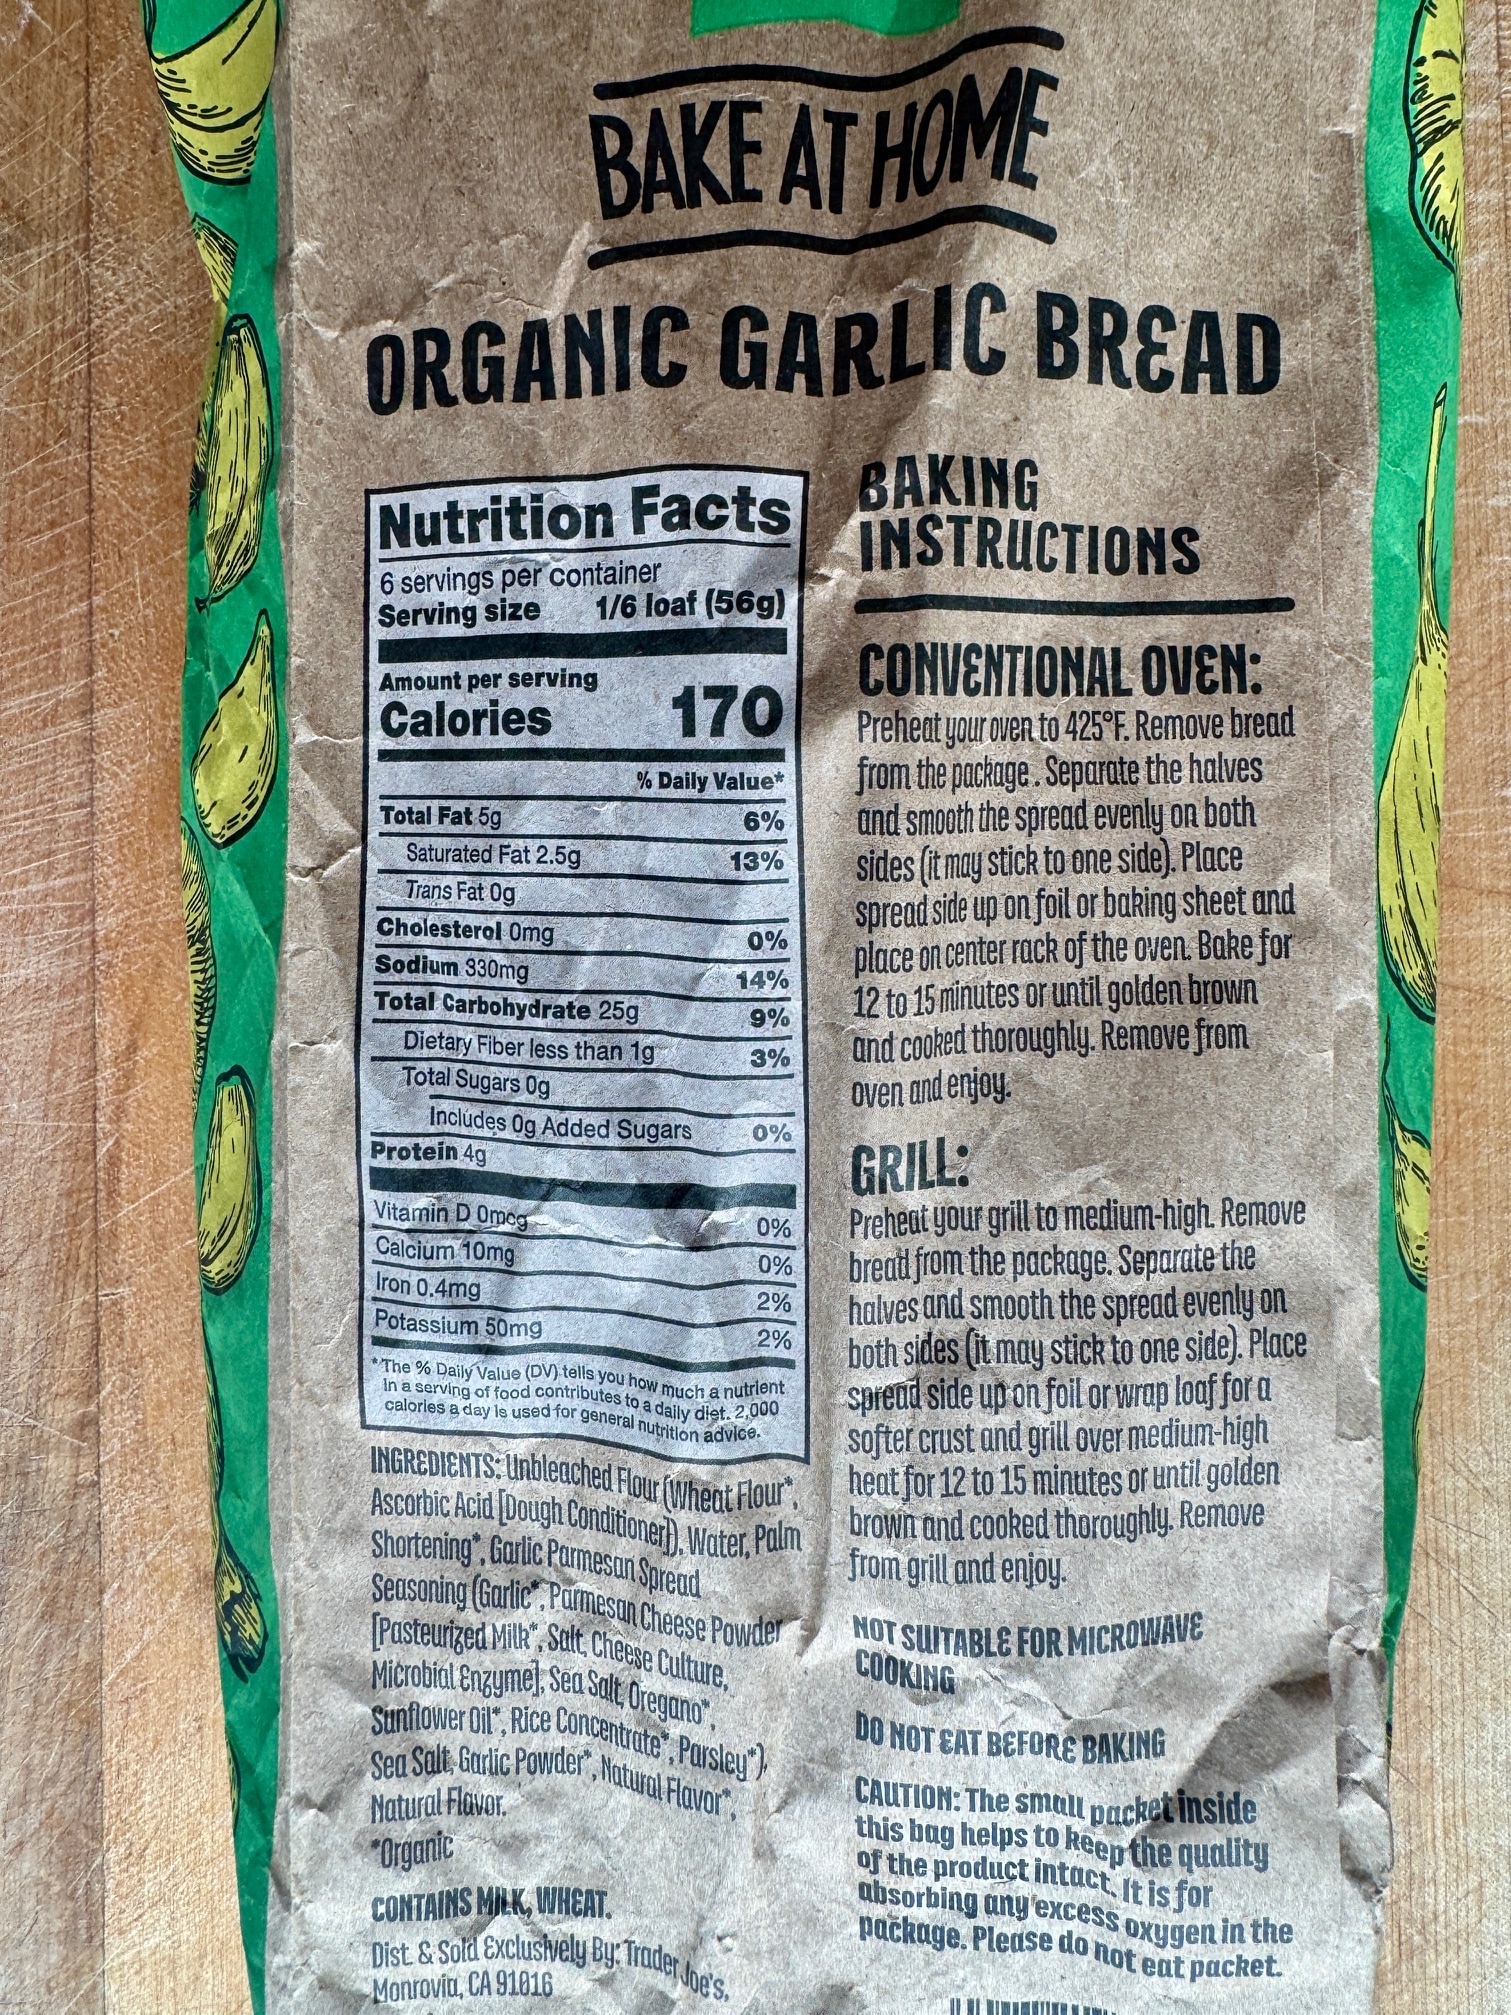 BAKE AT HOME
ORGANIC GARLIC BREAD
Nutrition Facts
6 servings per container
Serving size 1/6 loaf (56g)
Amount per serving
Calories 170
% Daily Value*
Total Fat 5g 6%
Saturated Fat 2.5g 13%
Trans Fat 0g
Cholesterol 0mg 0%
Sodium 330mg 14%
Total Carbohydrate 25g 9%
Dietary Fiber less than 1g 3%
Total Sugars 0g
Includes 0g Added Sugars 0%
Protein 4g
Vitamin D 0mcg 0%
Calcium 10mg 0%
Iron 0.4mg 2%
Potassium 50mg 2%
*The % Daily Value (DV) tells you how much a nutrient
in a serving of food contributes to a daily diet. 2,000
calories a day is used for general nutrition advice.
INGREDIENTS: Unbleached Flour (Wheat Flour*,
Ascorbic Acid [Dough Conditioner]), Water, Palm
Shortening*, Garlic Parmesan Spread
Seasoning (Garlic*, Parmesan Cheese Powder
[Pasteurized Milk*, Salt, Cheese Culture,
Microbial Enzyme], Sea Salt, Oregano*,
Sunflower Oil*, Rice Concentrate*, Parsley*),
Sea Salt, Garlic Powder*, Natural Flavor*,
Natural Flavor.
*Organic
CONTAINS MILK, WHEAT.
Dist. & Sold Exclusively By: Trader Joe's,
Monrovia, CA 91016
BAKING
INSTRUCTIONS
CONVENTIONAL OVEN:
Preheat your oven to 425°F. Remove bread
from the package. Separate the halves
and smooth the spread evenly on both
sides (it may stick to one side). Place
spread side up on foil or baking sheet and
place on center rack of the oven. Bake for
12 to 15 minutes or until golden brown
and cooked thoroughly. Remove from
oven and enjoy.
GRILL:
Preheat your grill to medium-high. Remove
bread from the package. Separate the
halves and smooth the spread evenly on
both sides (it may stick to one side). Place
spread side up on foil or wrap loaf for a
softer crust and grill over medium-high
heat for 12 to 15 minutes or until golden
brown and cooked thoroughly. Remove
from grill and enjoy.
NOT SUITABLE FOR MICROWAVE
COOKING
DO NOT EAT BEFORE BAKING
CAUTION: The small packet inside
this bag helps to keep the quality
of the product intact. It is for
absorbing any excess oxygen in the
package. Please do not eat packet.